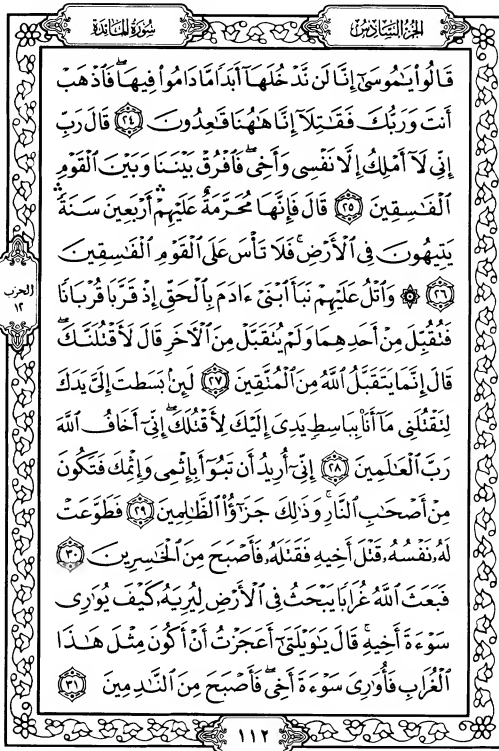 الجزء السادس
سورة المائدة
قَالُوا۟ يَٰمُوسَىٰٓ إِنَّا لَن نَّدْخُلَهَآ أَبَدًا مَّا دَامُوا۟ فِيهَا ۖ فَٱذْهَبْ
أَنتَ وَرَبُّكَ فَقَٰتِلَآ إِنَّا هَٰهُنَا قَٰعِدُونَ ٢٤ قَالَ رَبِّ
إِنِّى لَآ أَمْلِكُ إِلَّا نَفْسِى وَأَخِى ۖ فَٱفْرُقْ بَيْنَنَا وَبَيْنَ ٱلْقَوْمِ
ٱلْفَٰسِقِينَ ٢٥ قَالَ فَإِنَّهَا مُحَرَّمَةٌ عَلَيْهِمْ ۛ أَرْبَعِينَ سَنَةً ۛ
يَتِيهُونَ فِى ٱلْأَرْضِ ۚ فَلَا تَأْسَ عَلَى ٱلْقَوْمِ ٱلْفَٰسِقِينَ
٢٦ ۞ وَٱتْلُ عَلَيْهِمْ نَبَأَ ٱبْنَىْ ءَادَمَ بِٱلْحَقِّ إِذْ قَرَّبَا قُرْبَانًا
الحزب
١٢
فَتُقُبِّلَ مِنْ أَحَدِهِمَا وَلَمْ يُتَقَبَّلْ مِنَ ٱلْءَاخَرِ قَالَ لَأَقْتُلَنَّكَ ۖ
قَالَ إِنَّمَا يَتَقَبَّلُ ٱللَّهُ مِنَ ٱلْمُتَّقِينَ ٢٧ لَئِنۢ بَسَطتَ إِلَىَّ يَدَكَ
لِتَقْتُلَنِى مَآ أَنَا۠ بِبَاسِطٍ يَدِىَ إِلَيْكَ لِأَقْتُلَكَ ۖ إِنِّىٓ أَخَافُ ٱللَّهَ
رَبَّ ٱلْعَٰلَمِينَ ٢٨ إِنِّىٓ أُرِيدُ أَن تَبُوٓأَ بِإِثْمِى وَإِثْمِكَ فَتَكُونَ
مِنْ أَصْحَٰبِ ٱلنَّارِ ۚ وَذَٰلِكَ جَزَٰٓؤُا۟ ٱلظَّٰلِمِينَ ٢٩ فَطَوَّعَتْ
لَهُۥ نَفْسُهُۥ قَتْلَ أَخِيهِ فَقَتَلَهُۥ فَأَصْبَحَ مِنَ ٱلْخَٰسِرِينَ ٣٠
فَبَعَثَ ٱللَّهُ غُرَابًا يَبْحَثُ فِى ٱلْأَرْضِ لِيُرِيَهُۥ كَيْفَ يُوَٰرِى
سَوْءَةَ أَخِيهِ ۚ قَالَ يَٰوَيْلَتَىٰٓ أَعَجَزْتُ أَنْ أَكُونَ مِثْلَ هَٰذَا
ٱلْغُرَابِ فَأُوَٰرِىَ سَوْءَةَ أَخِى ۖ فَأَصْبَحَ مِنَ ٱلنَّٰدِمِينَ ٣١
١١٢